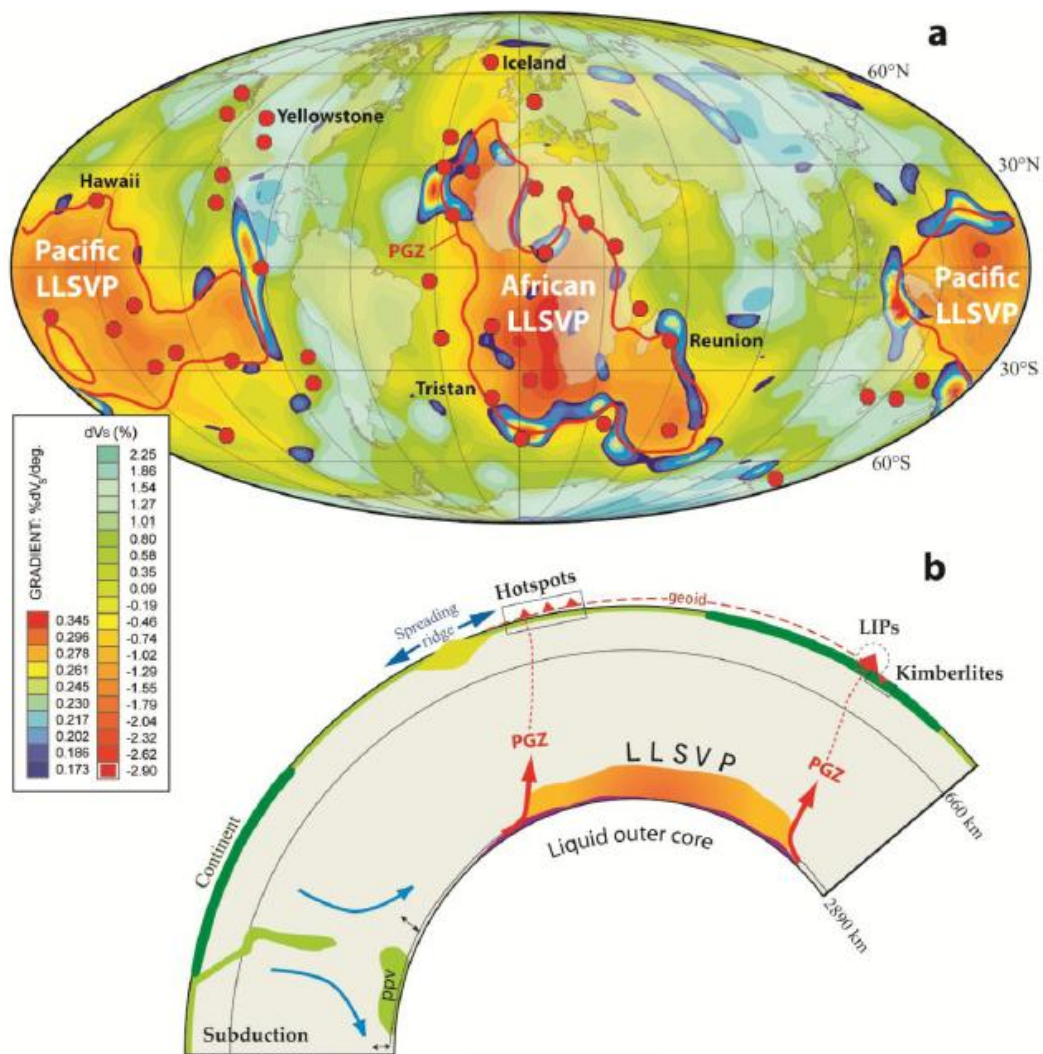 a
Iceland
60°N
Yellowstone
30°N
Hawaii
PGZ
Pacific
LLSVP
African
LLSVP
Pacific
LLSVP
Reunion
30°S
Tristan
60°S
GRADIENT: %dVs/deg.
0.345
0.296
0.278
0.261
0.245
0.230
0.217
0.202
0.186
0.173
dVs (%)
2.25
1.86
1.54
1.27
1.01
0.80
0.58
0.35
0.09
-0.19
-0.46
-0.74
-1.02
-1.29
-1.55
-1.79
-2.04
-2.32
-2.62
-2.90
b
Hotspots
geoid
Spreading
ridge
LIPs
Kimberlites
PGZ
LLSVP
PGZ
660 km
Liquid outer core
2890 km
Continent
ppv
Subduction